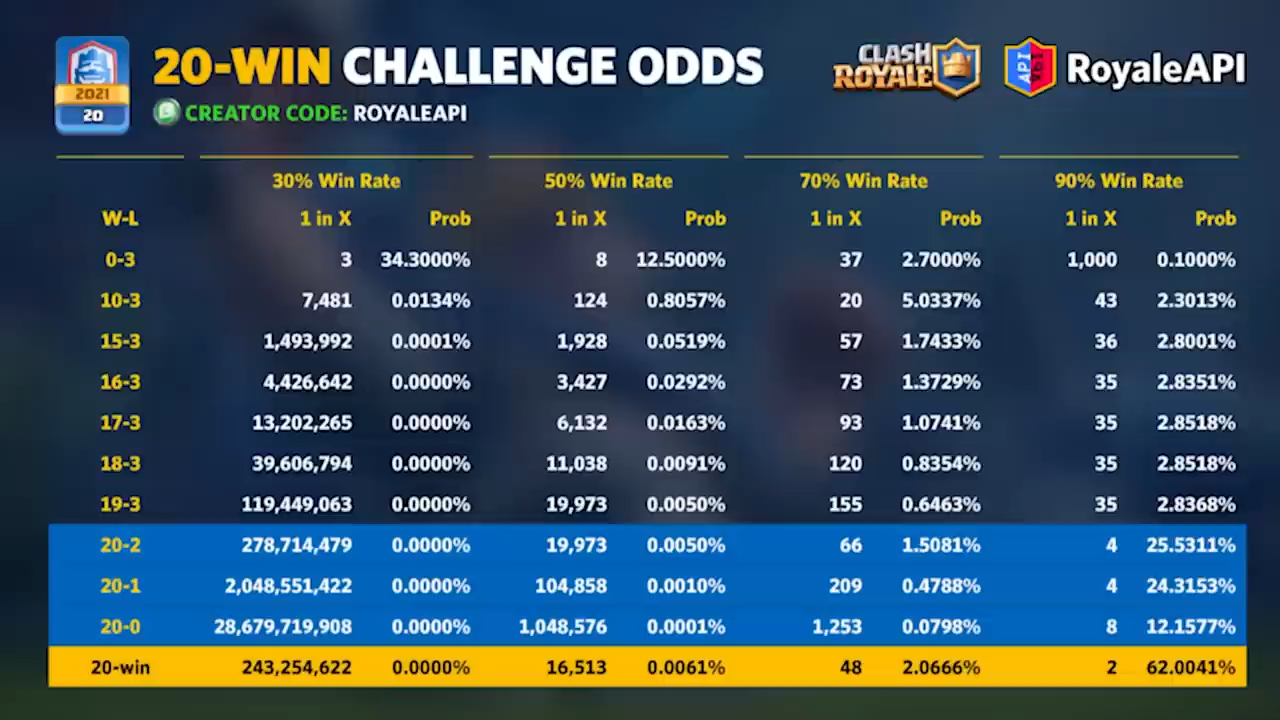 20-WIN CHALLENGE ODDS
CREATOR CODE: ROYALEAPI
2021
20
CLASH
ROYALE
API
RoyaleAPI
30% Win Rate 50% Win Rate 70% Win Rate 90% Win Rate
W-L 1 in X Prob 1 in X Prob 1 in X Prob 1 in X Prob
0-3 3 34.3000% 8 12.5000% 37 2.7000% 1,000 0.1000%
10-3 7,481 0.0134% 124 0.8057% 20 5.0337% 43 2.3013%
15-3 1,493,992 0.0001% 1,928 0.0519% 57 1.7433% 36 2.8001%
16-3 4,426,642 0.0000% 3,427 0.0292% 73 1.3729% 35 2.8351%
17-3 13,202,265 0.0000% 6,132 0.0163% 93 1.0741% 35 2.8518%
18-3 39,606,794 0.0000% 11,038 0.0091% 120 0.8354% 35 2.8518%
19-3 119,449,063 0.0000% 19,973 0.0050% 155 0.6463% 35 2.8368%
20-2 278,714,479 0.0000% 19,973 0.0050% 66 1.5081% 4 25.5311%
20-1 2,048,551,422 0.0000% 104,858 0.0010% 209 0.4788% 4 24.3153%
20-0 28,679,719,908 0.0000% 1,048,576 0.0001% 1,253 0.0798% 8 12.1577%
20-win 243,254,622 0.0000% 16,513 0.0061% 48 2.0666% 2 62.0041%